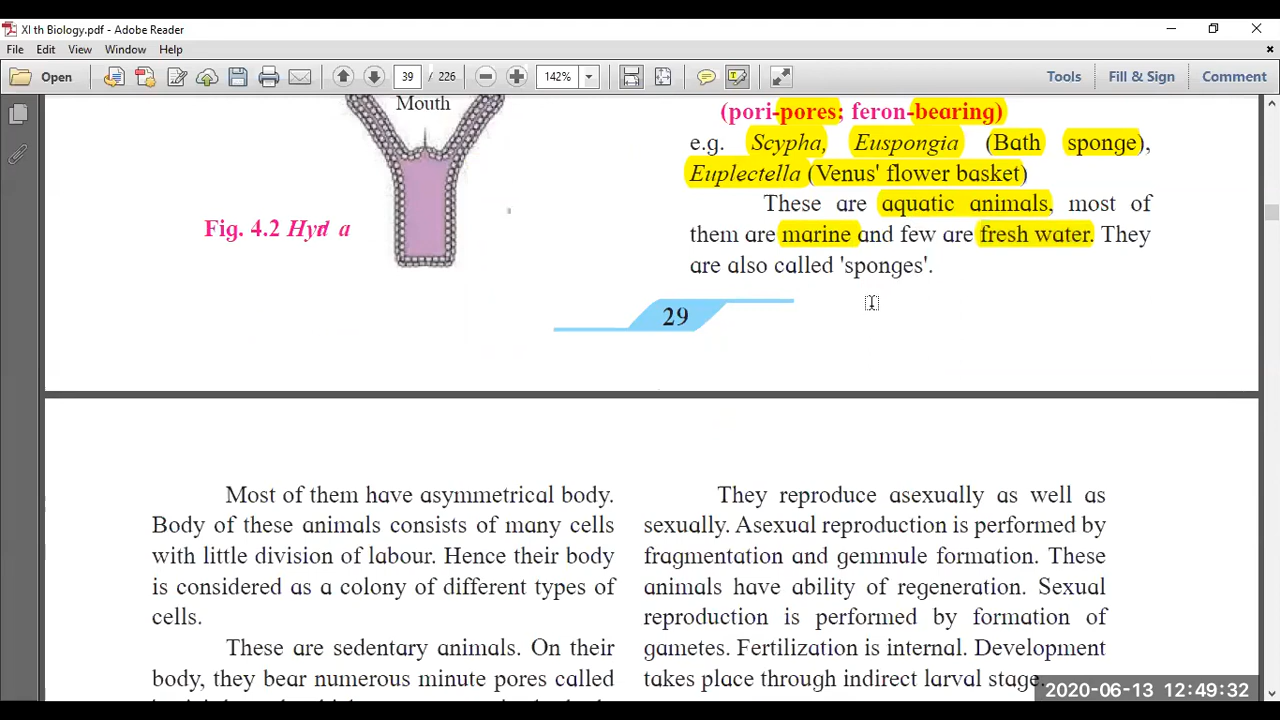 XI th Biology.pdf - Adobe Reader
File Edit View Window Help
Open 39 / 226 142% Tools Fill & Sign Comment
Mouth
Fig. 4.2 Hyd a
(pori-pores; feron-bearing)
e.g. Scypha, Euspongia (Bath sponge),
Euplectella (Venus' flower basket)
These are aquatic animals, most of
them are marine and few are fresh water. They
are also called 'sponges'.
29
Most of them have asymmetrical body.
Body of these animals consists of many cells
with little division of labour. Hence their body
is considered as a colony of different types of
cells.
These are sedentary animals. On their
body, they bear numerous minute pores called
They reproduce asexually as well as
sexually. Asexual reproduction is performed by
fragmentation and gemmule formation. These
animals have ability of regeneration. Sexual
reproduction is performed by formation of
gametes. Fertilization is internal. Development
takes place through indirect larval stage.
2020-06-13 12:49:32